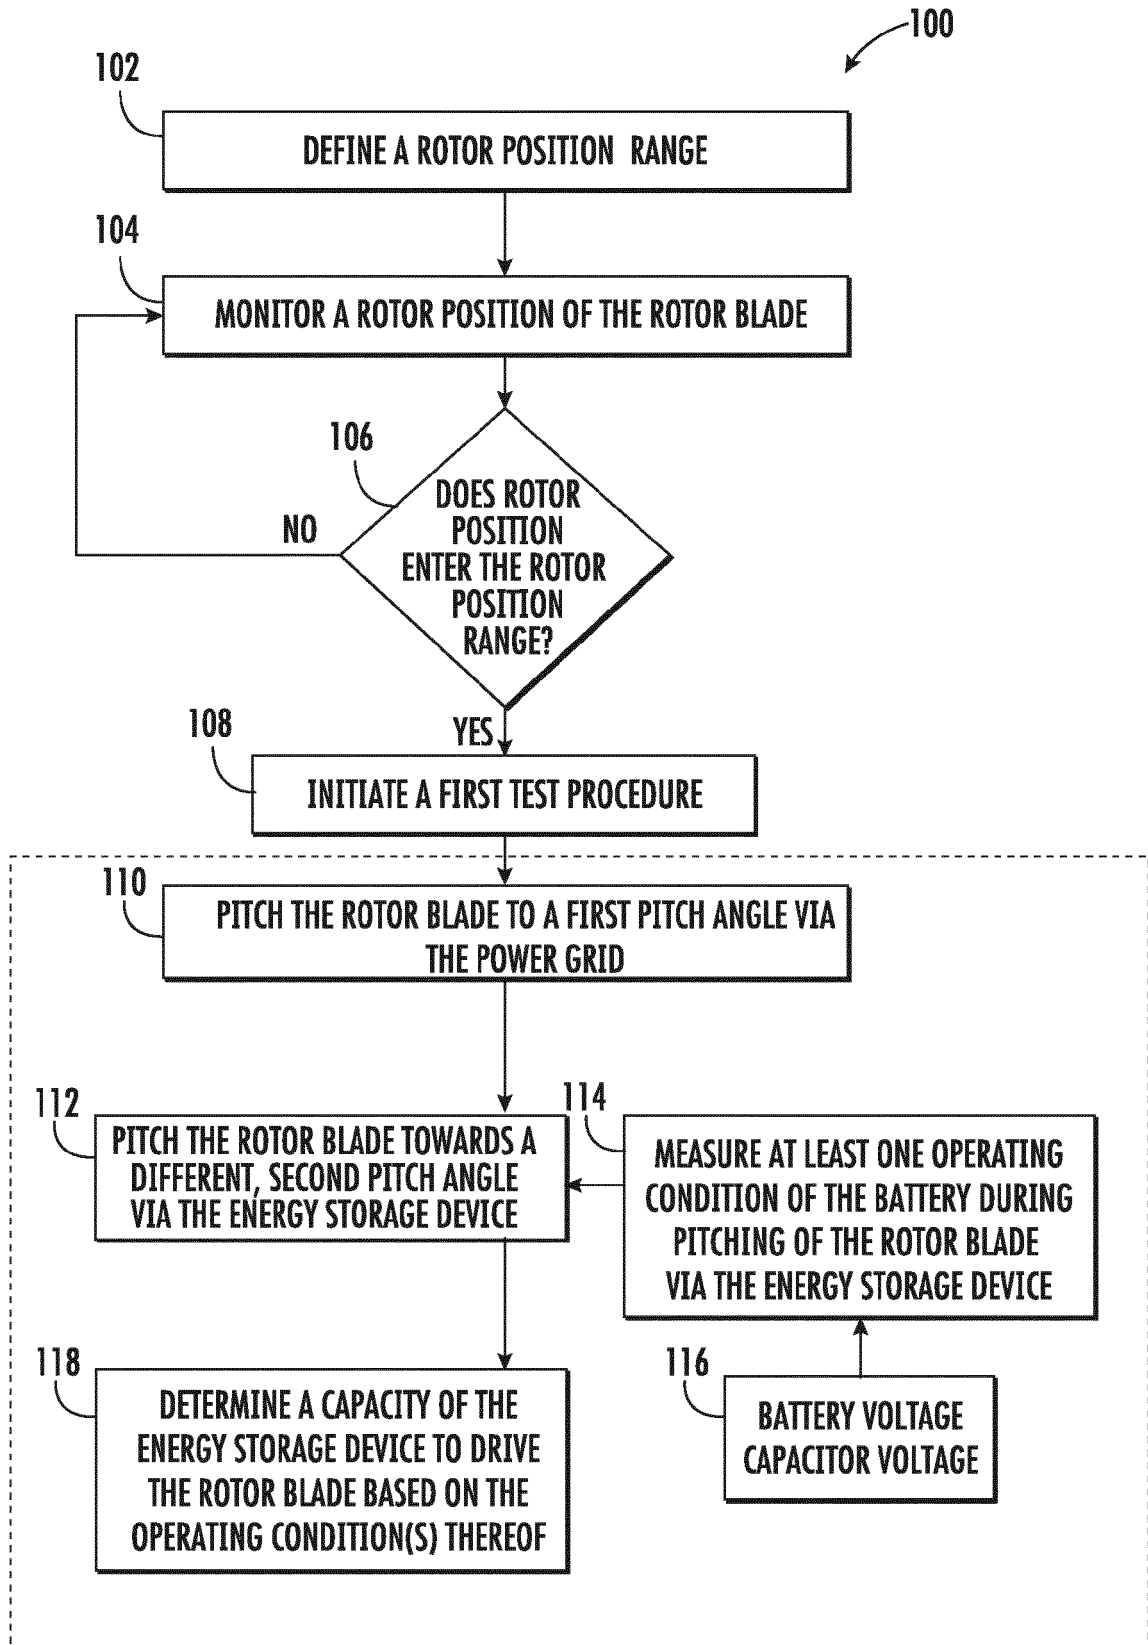 100
102
DEFINE A ROTOR POSITION RANGE
104
MONITOR A ROTOR POSITION OF THE ROTOR BLADE
106
DOES ROTOR
POSITION
ENTER THE ROTOR
POSITION
RANGE?
NO
YES
108
INITIATE A FIRST TEST PROCEDURE
110
PITCH THE ROTOR BLADE TO A FIRST PITCH ANGLE VIA
THE POWER GRID
112
PITCH THE ROTOR BLADE TOWARDS A
DIFFERENT, SECOND PITCH ANGLE
VIA THE ENERGY STORAGE DEVICE
114
MEASURE AT LEAST ONE OPERATING
CONDITION OF THE BATTERY DURING
PITCHING OF THE ROTOR BLADE
VIA THE ENERGY STORAGE DEVICE
116
BATTERY VOLTAGE
CAPACITOR VOLTAGE
118
DETERMINE A CAPACITY OF THE
ENERGY STORAGE DEVICE TO DRIVE
THE ROTOR BLADE BASED ON THE
OPERATING CONDITION(S) THEREOF